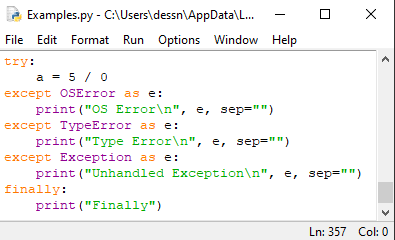 Examples.py - C:\Users\dessn\AppData\L...
File Edit Format Run Options Window Help
try:
    a = 5 / 0
except OSError as e:
    print("OS Error\n", e, sep="")
except TypeError as e:
    print("Type Error\n", e, sep="")
except Exception as e:
    print("Unhandled Exception\n", e, sep="")
finally:
    print("Finally")
Ln: 357 Col: 0